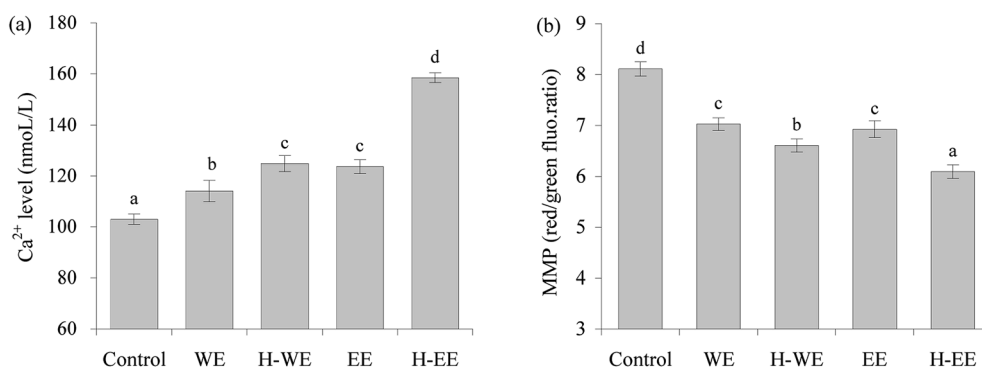 (a)
Ca²⁺ level (nmoL/L)
180
160
140
120
100
80
60
a
b
c
c
d
Control WE H-WE EE H-EE
(b)
MMP (red/green fluo.ratio)
9
8
7
6
5
4
3
d
c
b
c
a
Control WE H-WE EE H-EE